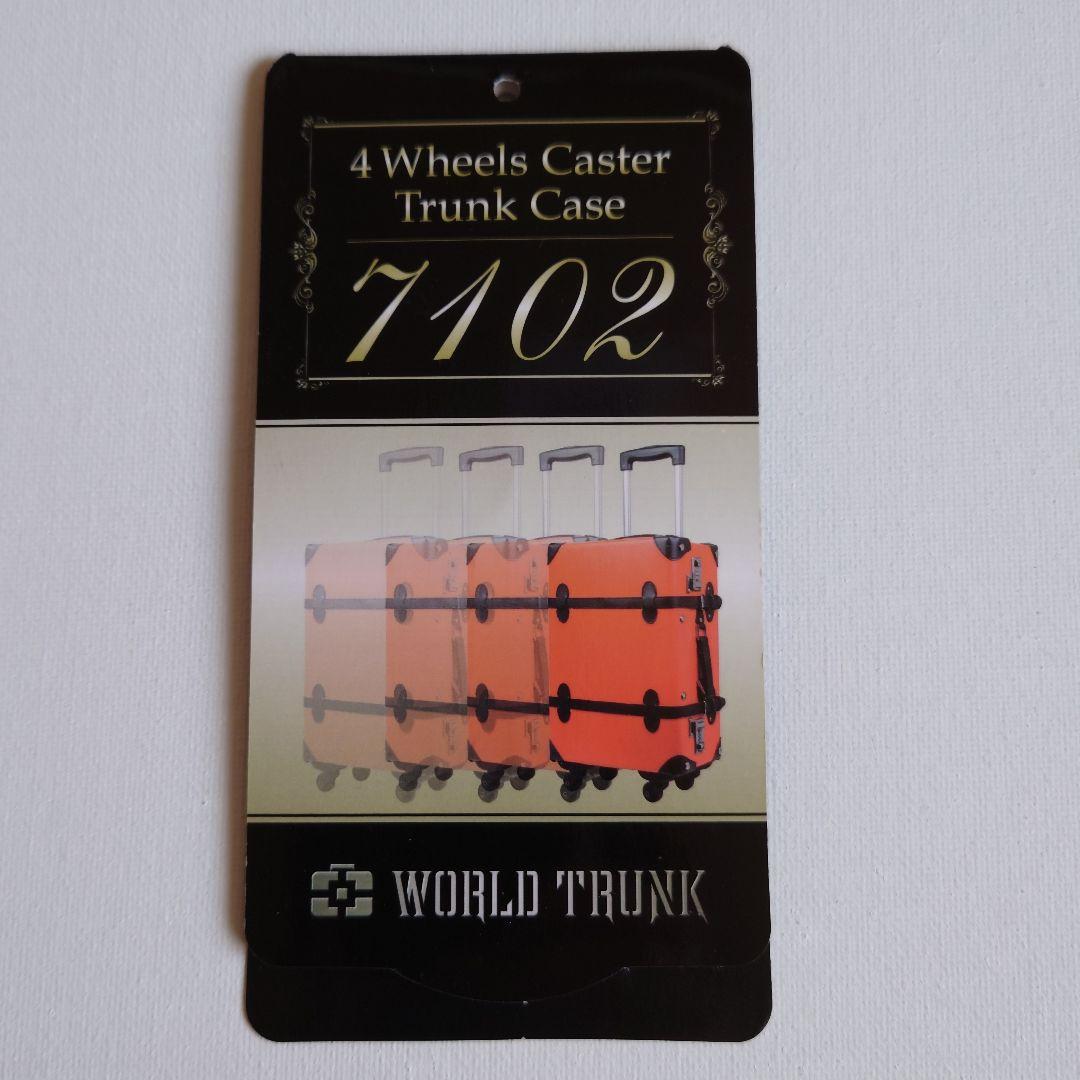 4 Wheels Caster
Trunk Case
7102
WORLD TRUNK